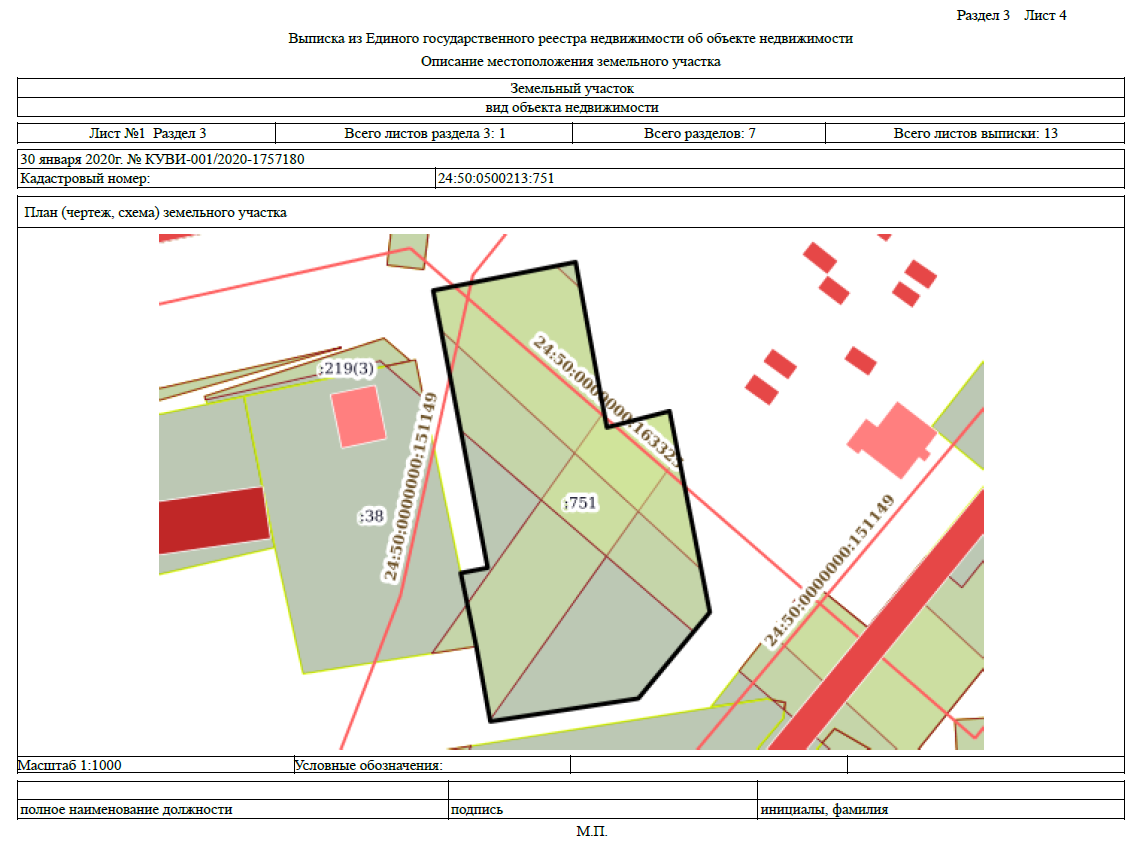 Раздел 3 Лист 4
Выписка из Единого государственного реестра недвижимости об объекте недвижимости
Описание местоположения земельного участка
Земельный участок
вид объекта недвижимости
Лист №1 Раздел 3 Всего листов раздела 3: 1 Всего разделов: 7 Всего листов выписки: 13
30 января 2020г. № КУВИ-001/2020-1757180
Кадастровый номер: 24:50:0500213:751
План (чертеж, схема) земельного участка
:219(3)
24:50:0000000:163325
24:50:0000000:151149
:751
:38
24:50:0000000:151149
Масштаб 1:1000 Условные обозначения:
полное наименование должности подпись инициалы, фамилия
М.П.